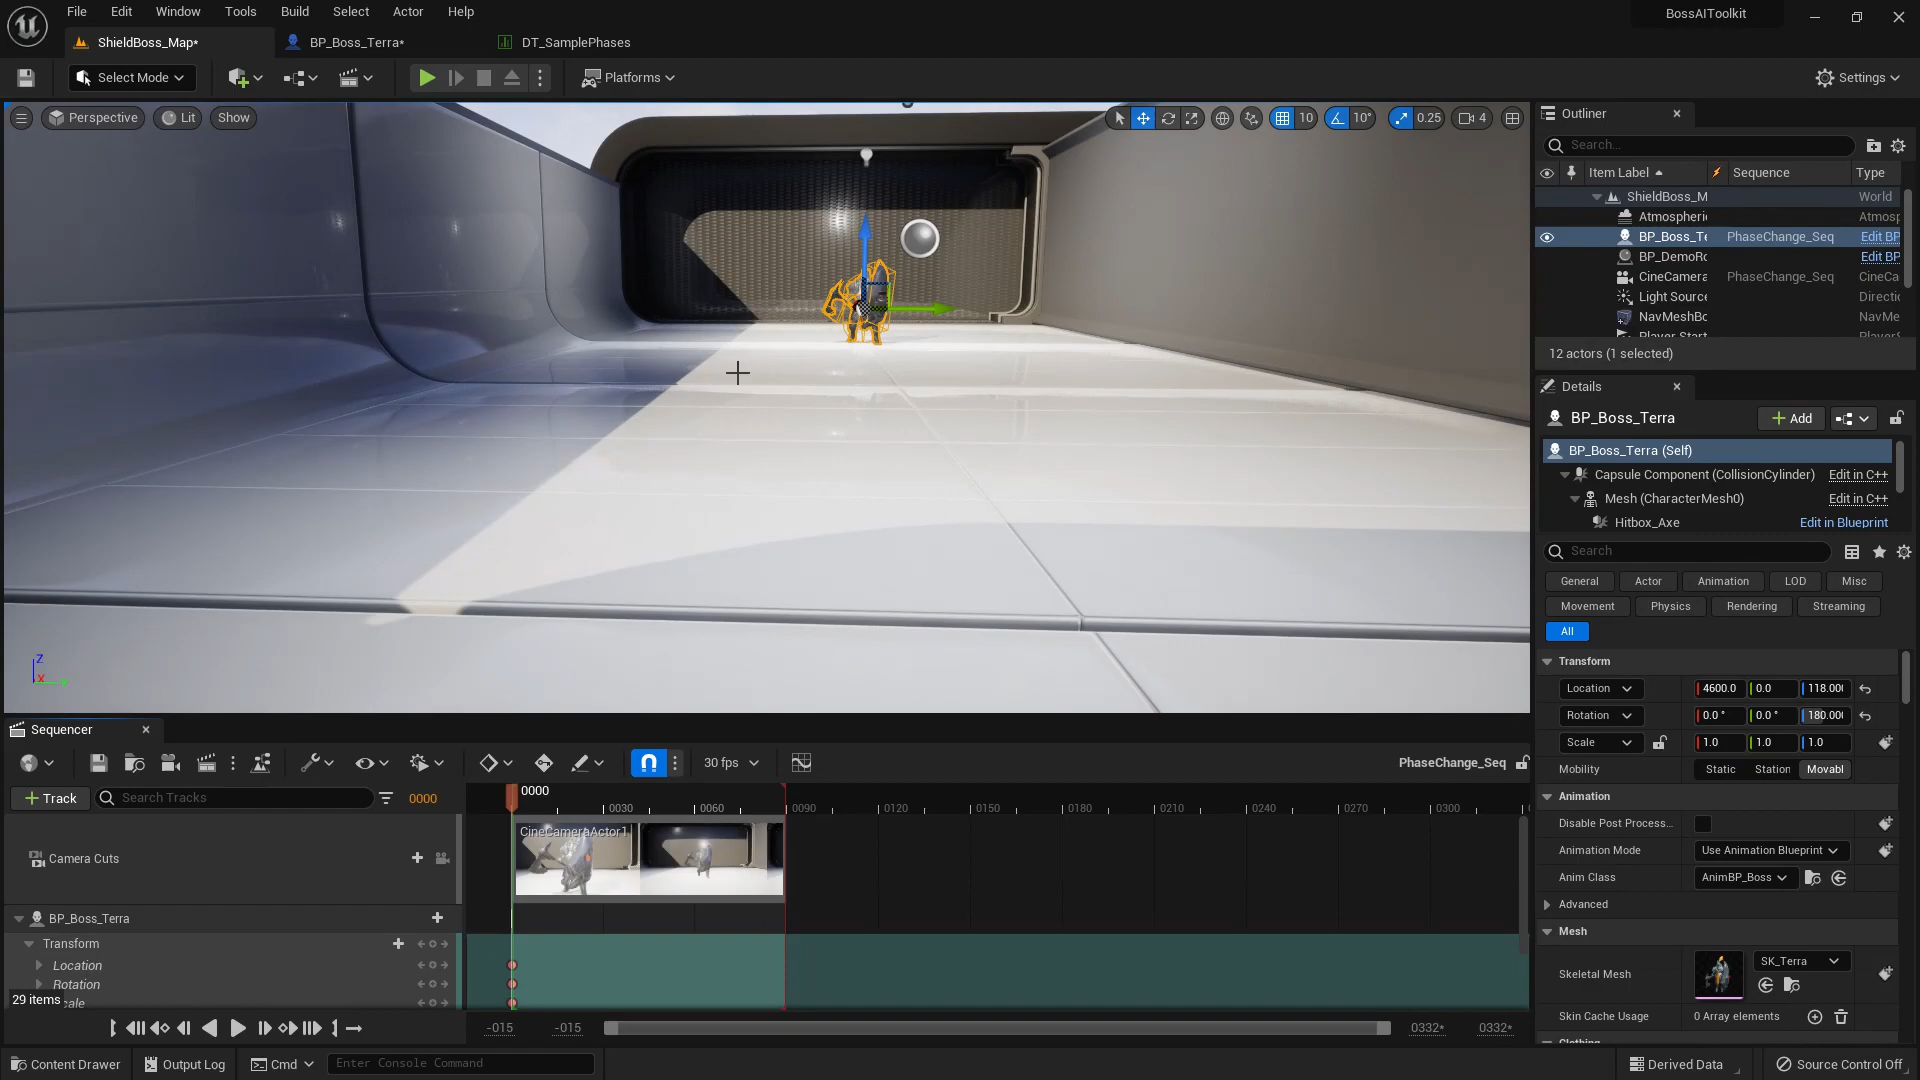 File Edit Window Tools Build Select Actor Help
BossAIToolkit
ShieldBoss_Map*
BP_Boss_Terra*
DT_SamplePhases
Select Mode
Platforms
Settings
Perspective
Lit
Show
10
10°
0.25
4
Outliner
Search...
Item Label
Sequence
Type
ShieldBoss_M
World
Atmospheri
Atmosp
BP_Boss_Te
PhaseChange_Seq
Edit BP
BP_DemoRo
Edit BP
CineCamera
PhaseChange_Seq
CineCa
Light Source
Directio
NavMeshBo
NavMe
Player Start
Player
12 actors (1 selected)
Details
BP_Boss_Terra
Add
BP_Boss_Terra (Self)
Capsule Component (CollisionCylinder)
Edit in C++
Mesh (CharacterMesh0)
Edit in C++
Hitbox_Axe
Edit in Blueprint
Search
General
Actor
Animation
LOD
Misc
Movement
Physics
Rendering
Streaming
All
Transform
Location
4600.0
0.0
118.00
Rotation
0.0 °
0.0 °
180.00
Scale
1.0
1.0
1.0
Mobility
Static
Station
Movabl
Animation
Disable Post Process...
Animation Mode
Use Animation Blueprint
Anim Class
AnimBP_Boss
Advanced
Mesh
Skeletal Mesh
SK_Terra
Skin Cache Usage
0 Array elements
Clothing
Z
X
Sequencer
30 fps
PhaseChange_Seq
Track
Search Tracks
0000
0000
0030
0060
0090
0120
0150
0180
0210
0240
0270
0300
CineCameraActor1
Camera Cuts
BP_Boss_Terra
Transform
Location
Rotation
cale
29 items
-015
-015
0332*
0332*
Content Drawer
Output Log
Cmd
Enter Console Command
Derived Data
Source Control Off